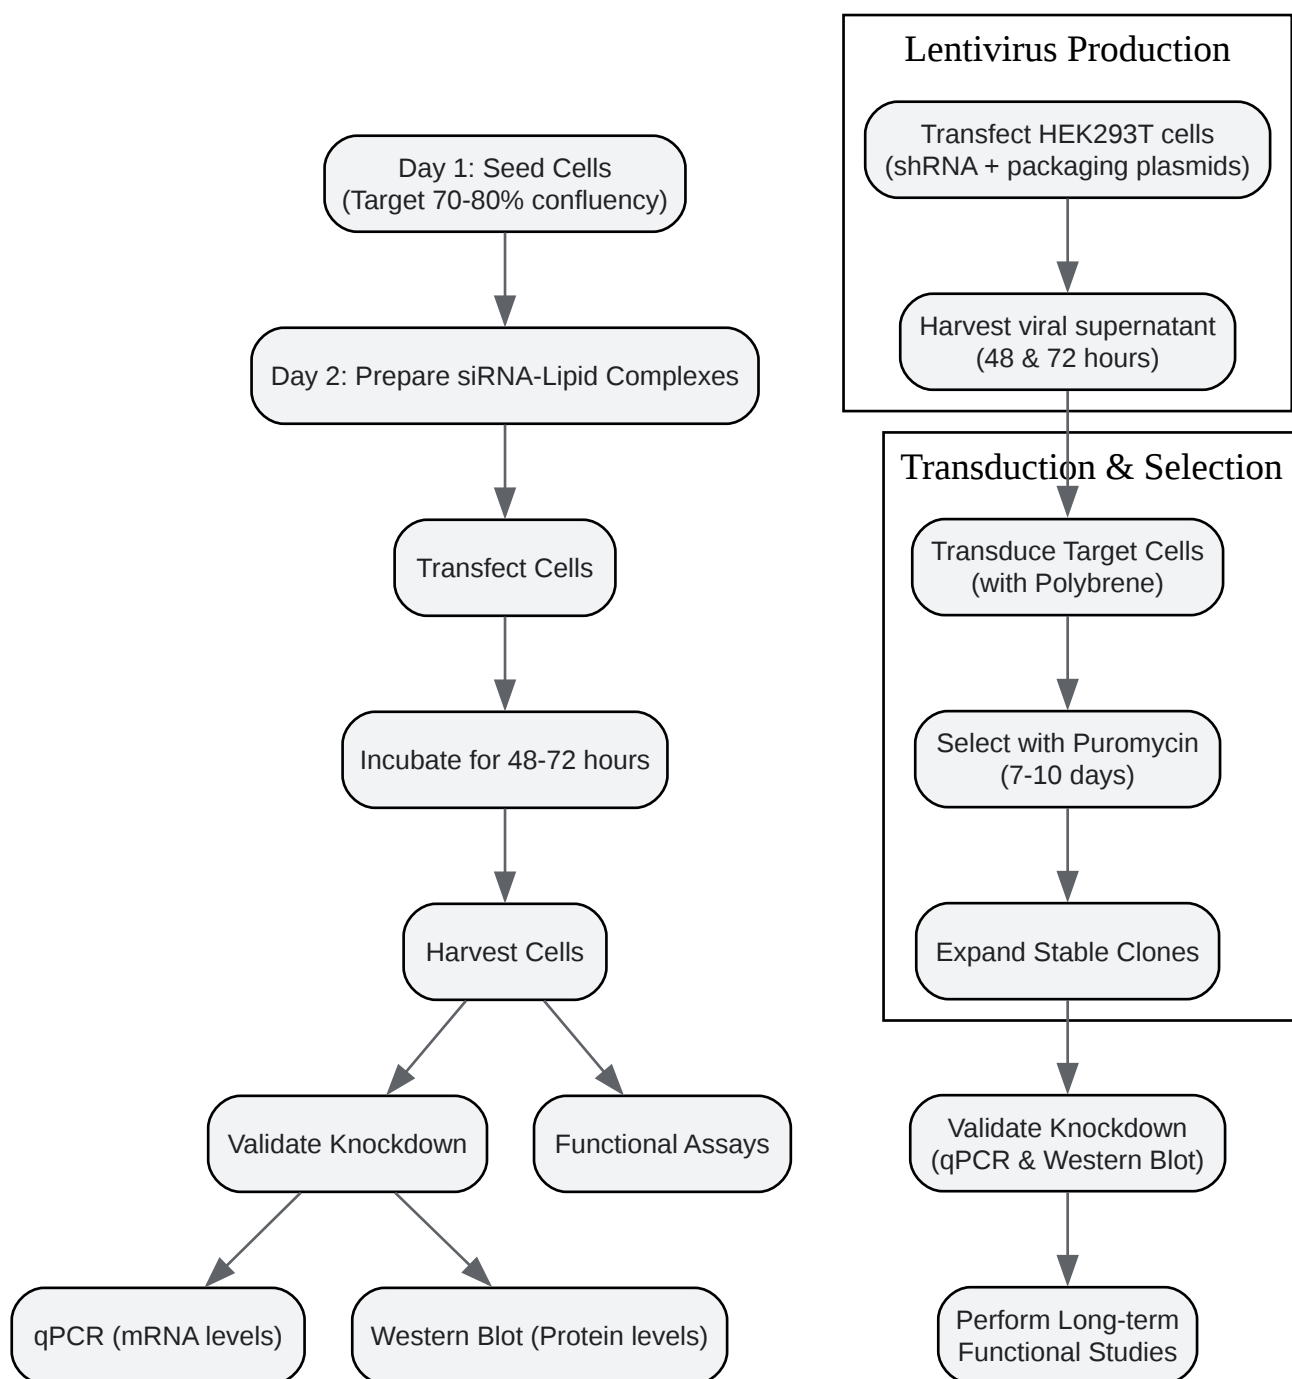 Day 1: Seed Cells
(Target 70-80% confluency)
Day 2: Prepare siRNA-Lipid Complexes
Transfect Cells
Incubate for 48-72 hours
Harvest Cells
Validate Knockdown
Functional Assays
qPCR (mRNA levels)
Western Blot (Protein levels)
Lentivirus Production
Transfect HEK293T cells
(shRNA + packaging plasmids)
Harvest viral supernatant
(48 & 72 hours)
Transduction & Selection
Transduce Target Cells
(with Polybrene)
Select with Puromycin
(7-10 days)
Expand Stable Clones
Validate Knockdown
(qPCR & Western Blot)
Perform Long-term
Functional Studies